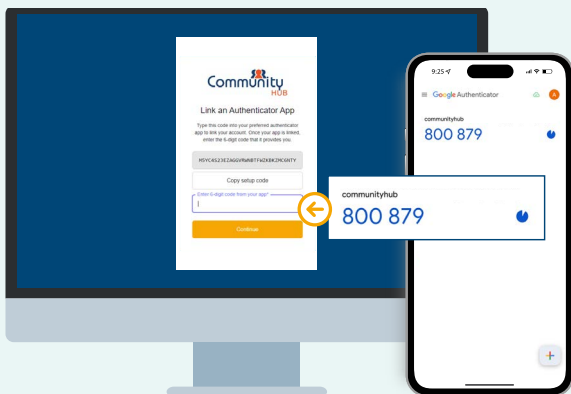 Community
HUB
Link an Authenticator App
Type this code into your preferred authenticator
app to link your account. Once your app is linked,
enter the 6-digit code that it provides you.
Copy setup code
Enter 6-digit code from your app*
Continue
9:25
Google Authenticator
A
communityhub
800 879
communityhub
800 879